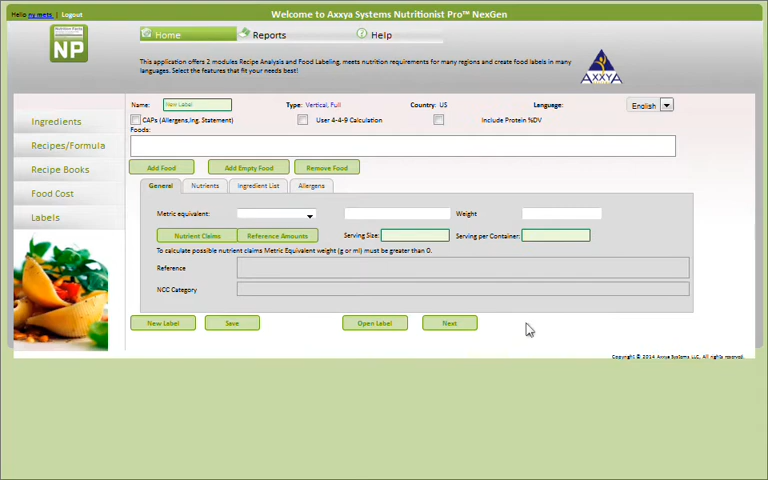 Hello ny mets | Logout
Welcome to Axxya Systems Nutritionist Pro™ NexGen
NP
Home
Reports
Help
This application offers 2 modules Recipe Analysis and Food Labeling, meets nutrition requirements for many regions and create food labels in many
languages. Select the features that fit your needs best!
AXXYA
Ingredients
Recipes/Formula
Recipe Books
Food Cost
Labels
Name: New Label Type: Vertical, Full Country: US Language: English
CAPs (Allergens,Ing. Statement) User 4-4-9 Calculation Include Protein %DV
Foods:
Add Food Add Empty Food Remove Food
General Nutrients Ingredient List Allergens
Metric equivalent: Weight
Nutrient Claims Reference Amounts Serving Size: Serving per Container:
To calculate possible nutrient claims Metric Equivalent weight (g or ml) must be greater than 0.
Reference
NCC Category
New Label Save Open Label Next
Copyright © 2014 Axxya Systems LLC, All rights reserved.